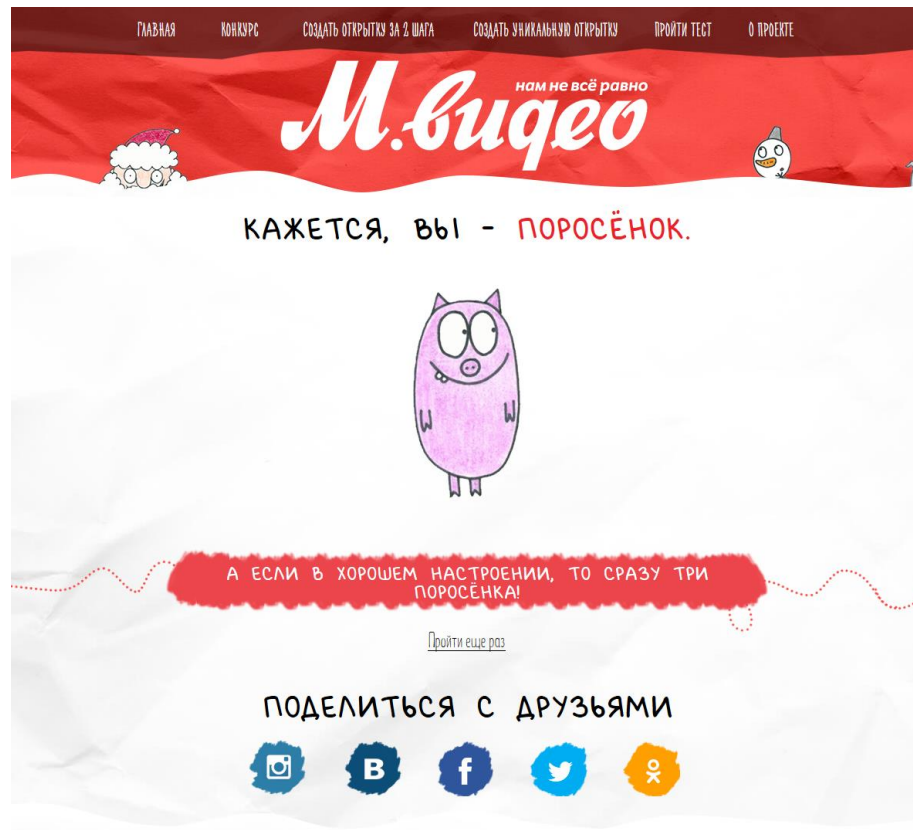 ГЛАВНАЯ КОНКУРС СОЗДАТЬ ОТКРЫТКУ ЗА 2 ШАГА СОЗДАТЬ УНИКАЛЬНУЮ ОТКРЫТКУ ПРОЙТИ ТЕСТ О ПРОЕКТЕ
нам не всё равно
М.видео
КАЖЕТСЯ, ВЫ - ПОРОСЁНОК.
А ЕСЛИ В ХОРОШЕМ НАСТРОЕНИИ, ТО СРАЗУ ТРИ
ПОРОСЁНКА!
Пройти еще раз
ПОДЕЛИТЬСЯ С ДРУЗЬЯМИ